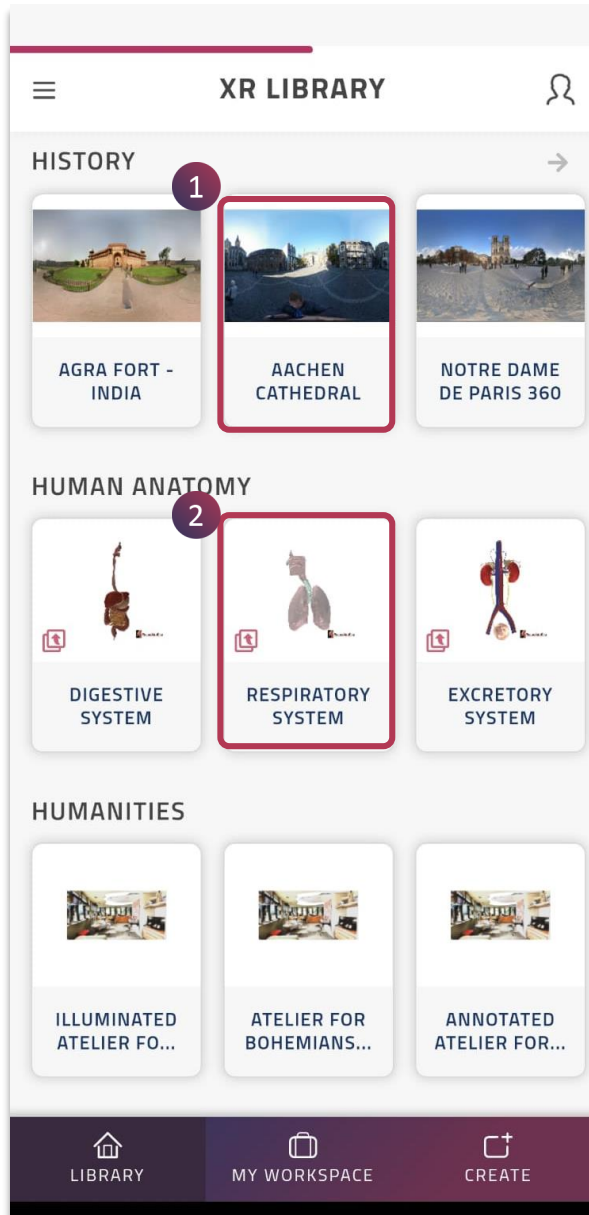 XR LIBRARY
HISTORY
1
AGRA FORT -
INDIA
AACHEN
CATHEDRAL
NOTRE DAME
DE PARIS 360
HUMAN ANATOMY
2
DIGESTIVE
SYSTEM
RESPIRATORY
SYSTEM
EXCRETORY
SYSTEM
HUMANITIES
ILLUMINATED
ATELIER FO...
ATELIER FOR
BOHEMIANS...
ANNOTATED
ATELIER FOR...
LIBRARY
MY WORKSPACE
CREATE